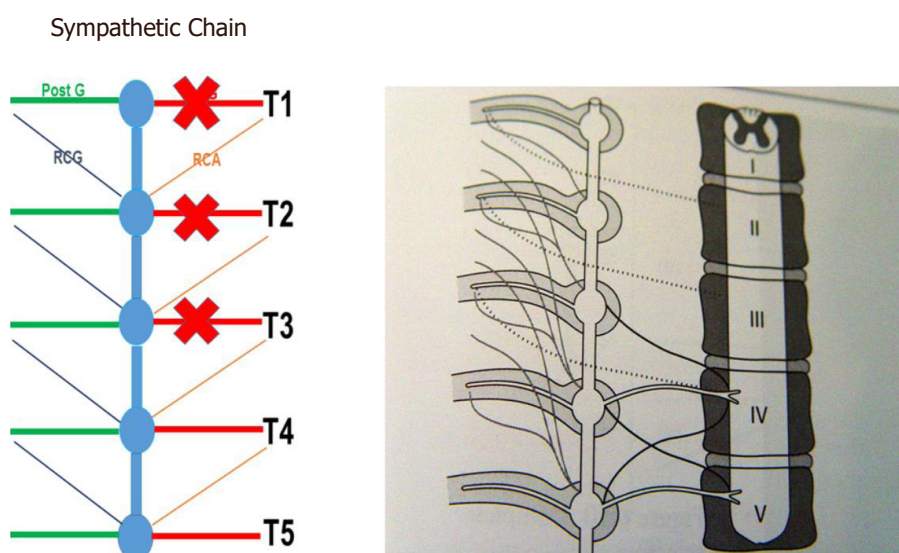 Sympathetic Chain
Post G
T1
RCG
RCA
T2
T3
T4
T5
I
II
III
IV
V